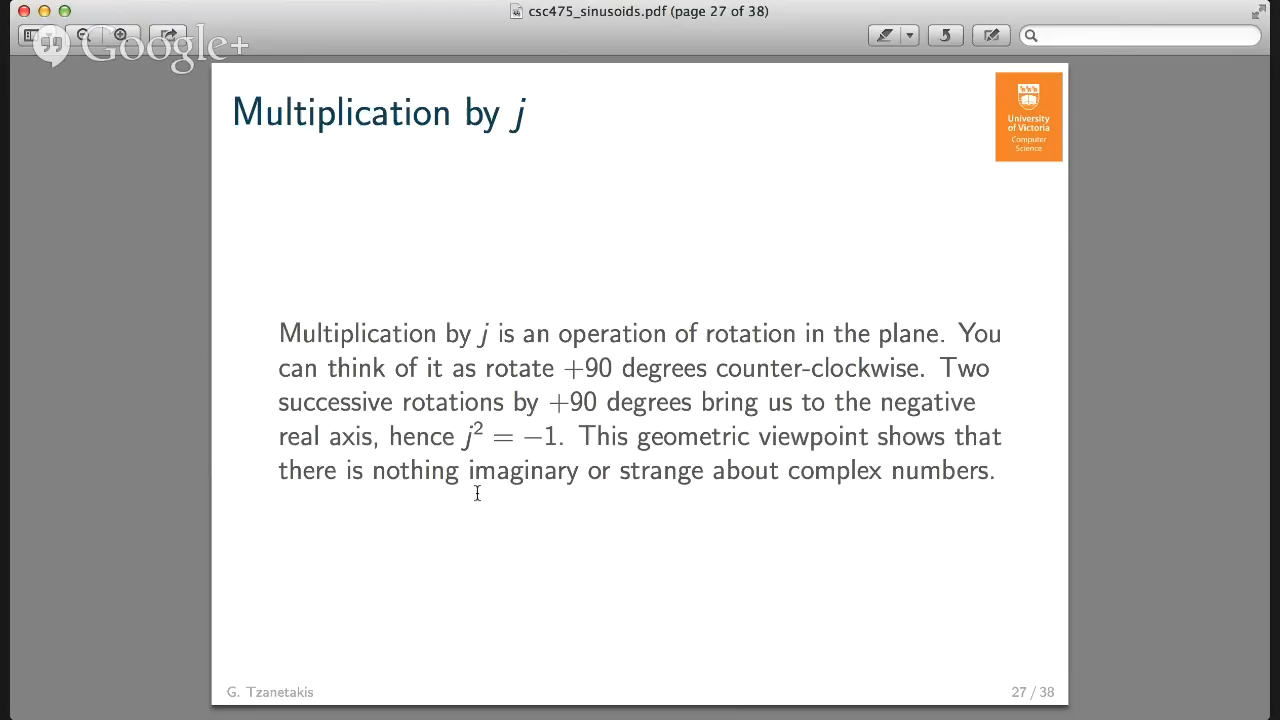 csc475_sinusoids.pdf (page 27 of 38)
Google+
Multiplication by j
University
of Victoria
Computer
Science
Multiplication by j is an operation of rotation in the plane. You
can think of it as rotate +90 degrees counter-clockwise. Two
successive rotations by +90 degrees bring us to the negative
real axis, hence j² = −1. This geometric viewpoint shows that
there is nothing imaginary or strange about complex numbers.
G. Tzanetakis
27 / 38